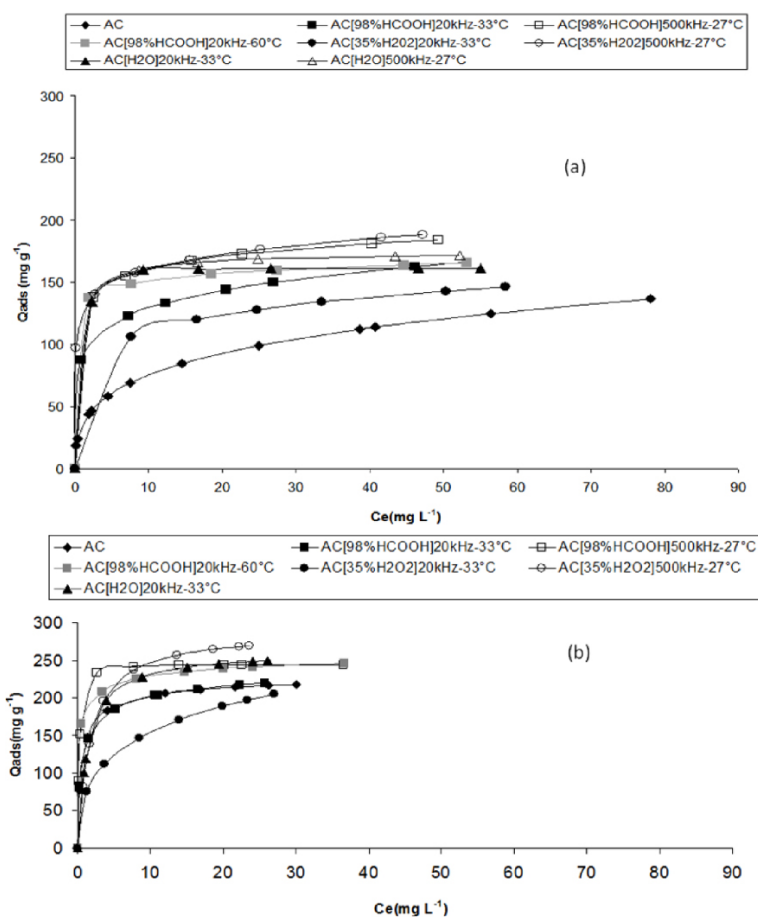 AC AC[98%HCOOH]20kHz-33°C AC[98%HCOOH]500kHz-27°C
AC[98%HCOOH]20kHz-60°C AC[35%H202]20kHz-33°C AC[35%H202]500kHz-27°C
AC[H2O]20kHz-33°C AC[H2O]500kHz-27°C
300
(a)
250
200
Qads( mg g⁻¹)
150
100
50
0
0 10 20 30 40 50 60 70 80 90
Ce(mg L⁻¹)
AC AC[98%HCOOH]20kHz-33°C AC[98%HCOOH]500kHz-27°C
AC[98%HCOOH]20kHz-60°C AC[35%H2O2]20kHz-33°C AC[35%H2O2]500kHz-27°C
AC[H2O]20kHz-33°C
300
(b)
250
200
Qads(mg g⁻¹)
150
100
50
0
0 10 20 30 40 50 60 70 80 90
Ce(mg L⁻¹)